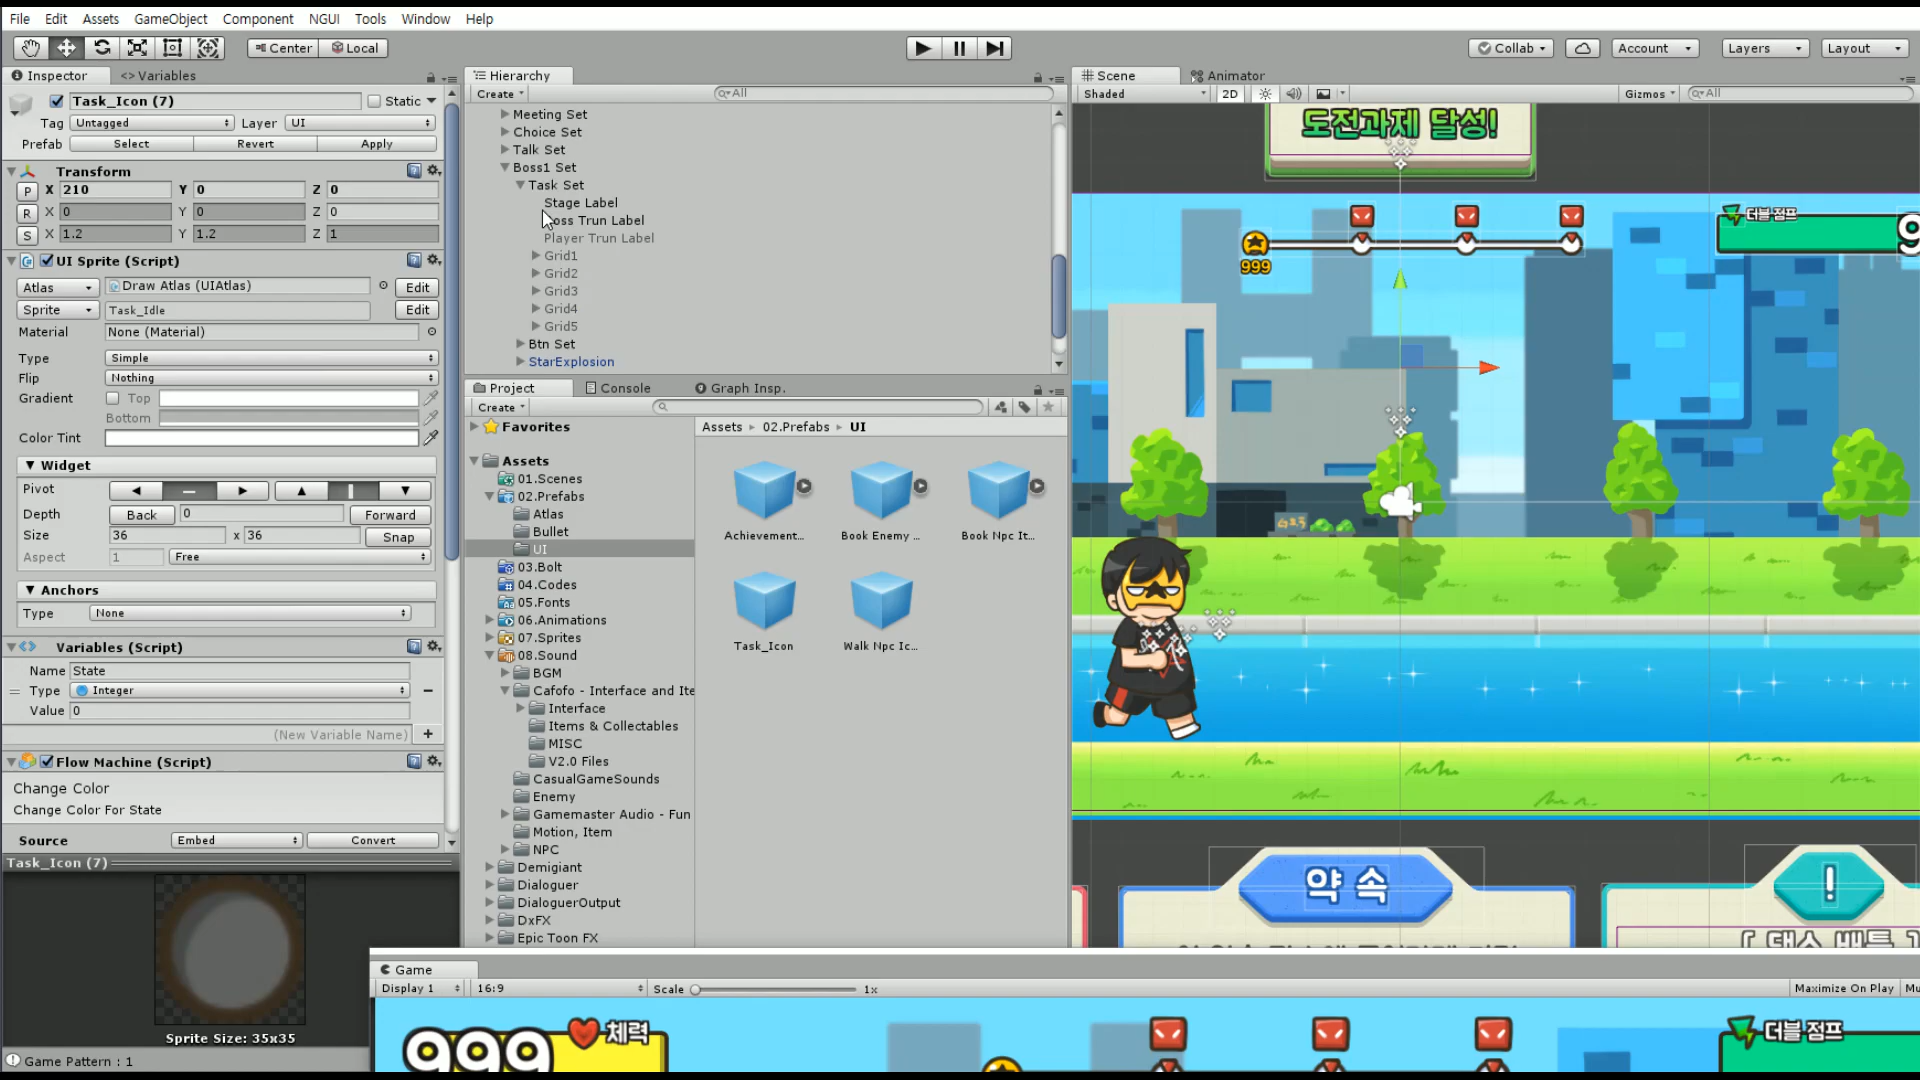 File Edit Assets GameObject Component NGUI Tools Window Help
Center Local
Collab Account Layers Layout
Inspector <> Variables
Task_Icon (7) Static
Tag Untagged Layer UI
Prefab Select Revert Apply
Transform
P X 210 Y 0 Z 0
R X 0 Y 0 Z 0
S X 1.2 Y 1.2 Z 1
UI Sprite (Script)
Atlas Draw Atlas (UIAtlas) Edit
Sprite Task_Idle Edit
Material None (Material)
Type Simple
Flip Nothing
Gradient Top
Bottom
Color Tint
Widget
Pivot
Depth Back 0 Forward
Size 36 x 36 Snap
Aspect 1 Free
Anchors
Type None
Variables (Script)
Name State
Type Integer
Value 0
(New Variable Name)
Flow Machine (Script)
Change Color
Change Color For State
Source Embed Convert
Task_Icon (7)
Sprite Size: 35x35
Game Pattern : 1
Hierarchy
Create All
Meeting Set
Choice Set
Talk Set
Boss1 Set
Task Set
Stage Label
oss Trun Label
Player Trun Label
Grid1
Grid2
Grid3
Grid4
Grid5
Btn Set
StarExplosion
Project Console Graph Insp.
Create
Favorites
Assets
01.Scenes
02.Prefabs
Atlas
Bullet
UI
03.Bolt
04.Codes
05.Fonts
06.Animations
07.Sprites
08.Sound
BGM
Cafofo - Interface and Ite
Interface
Items & Collectables
MISC
V2.0 Files
CasualGameSounds
Enemy
Gamemaster Audio - Fun
Motion, Item
NPC
Demigiant
Dialoguer
DialoguerOutput
DxFX
Epic Toon FX
Assets 02.Prefabs UI
Achievement...
Book Enemy ...
Book Npc It...
Task_Icon
Walk Npc Ic...
Scene Animator
Shaded 2D Gizmos All
도전과제 달성!
더블 점프
9
999
약 속
!
Game
Display 1 16:9 Scale 1x Maximize On Play Mu
999 체력
더블 점프